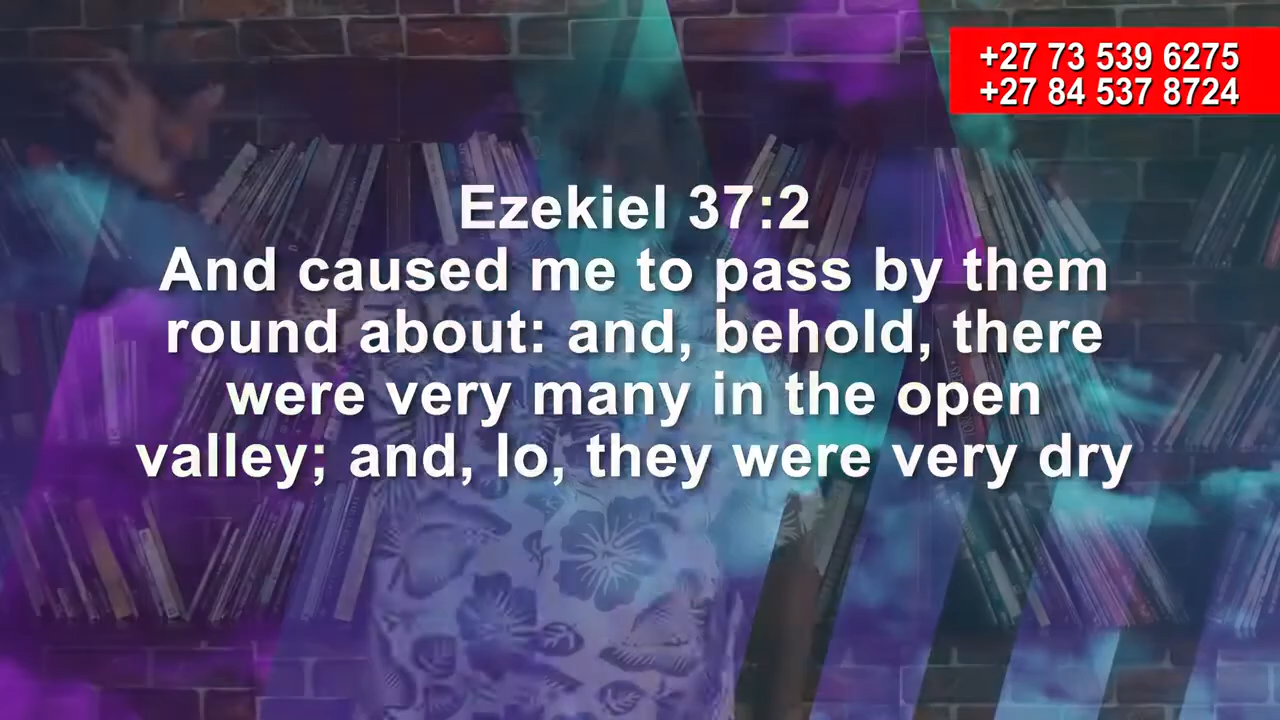 +27 73 539 6275
+27 84 537 8724
Ezekiel 37:2
And caused me to pass by them
round about: and, behold, there
were very many in the open
valley; and, lo, they were very dry